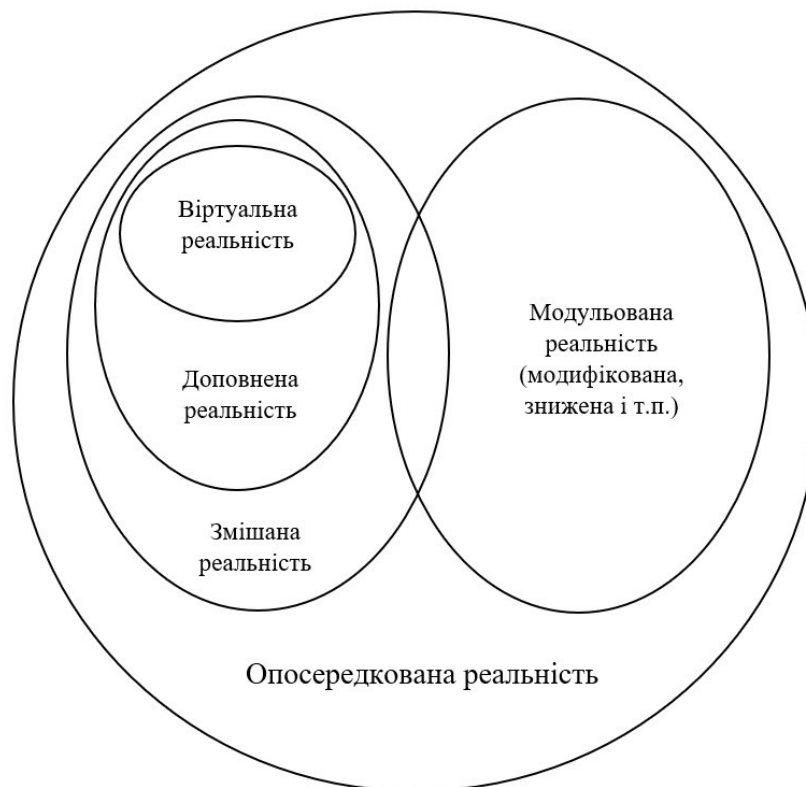 Віртуальна
реальність
Доповнена
реальність
Змішана
реальність
Модульована
реальність
(модифікована,
знижена і т.п.)
Опосередкована реальність